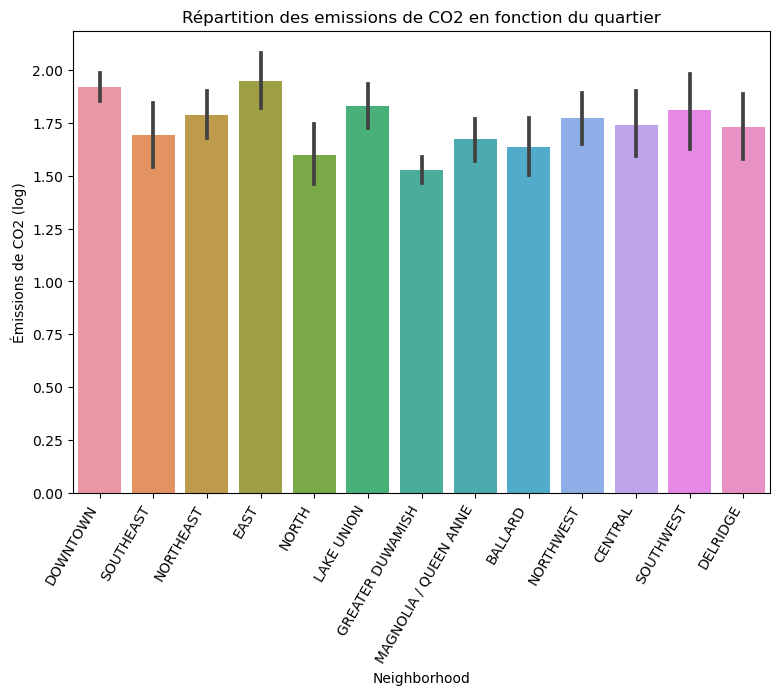 Répartition des emissions de CO2 en fonction du quartier
Émissions de CO2 (log)
2.00
1.75
1.50
1.25
1.00
0.75
0.50
0.25
0.00
DOWNTOWN
SOUTHEAST
NORTHEAST
EAST
NORTH
LAKE UNION
GREATER DUWAMISH
MAGNOLIA / QUEEN ANNE
BALLARD
NORTHWEST
CENTRAL
SOUTHWEST
DELRIDGE
Neighborhood